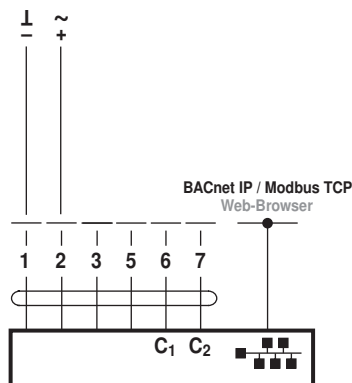 ⊥ ~
− +
BACnet IP / Modbus TCP
Web-Browser
1 2 3 5 6 7
C₁ C₂